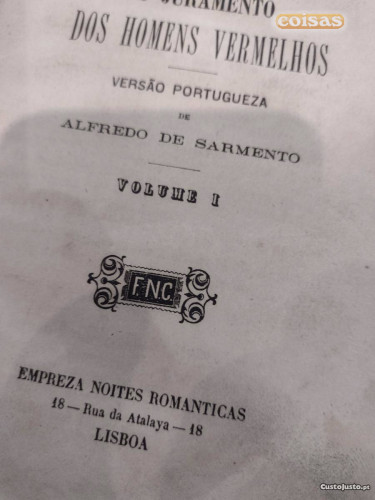 JURAMENTO
coisas
DOS HOMENS VERMELHOS
VERSÃO PORTUGUEZA
DE
ALFREDO DE SARMENTO
VOLUME I
F.N.C.
EMPREZA NOITES ROMANTICAS
18 — Rua da Atalaya — 18
LISBOA
CustoJusto.pt